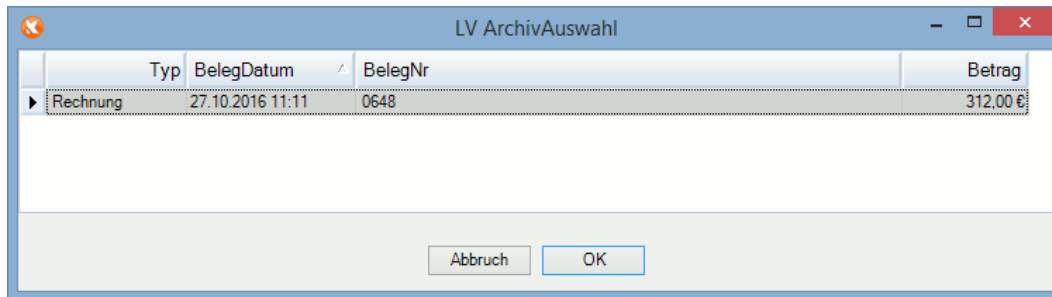 LV ArchivAuswahl
Typ BelegDatum BelegNr Betrag
Rechnung 27.10.2016 11:11 0648 312,00 €
Abbruch OK